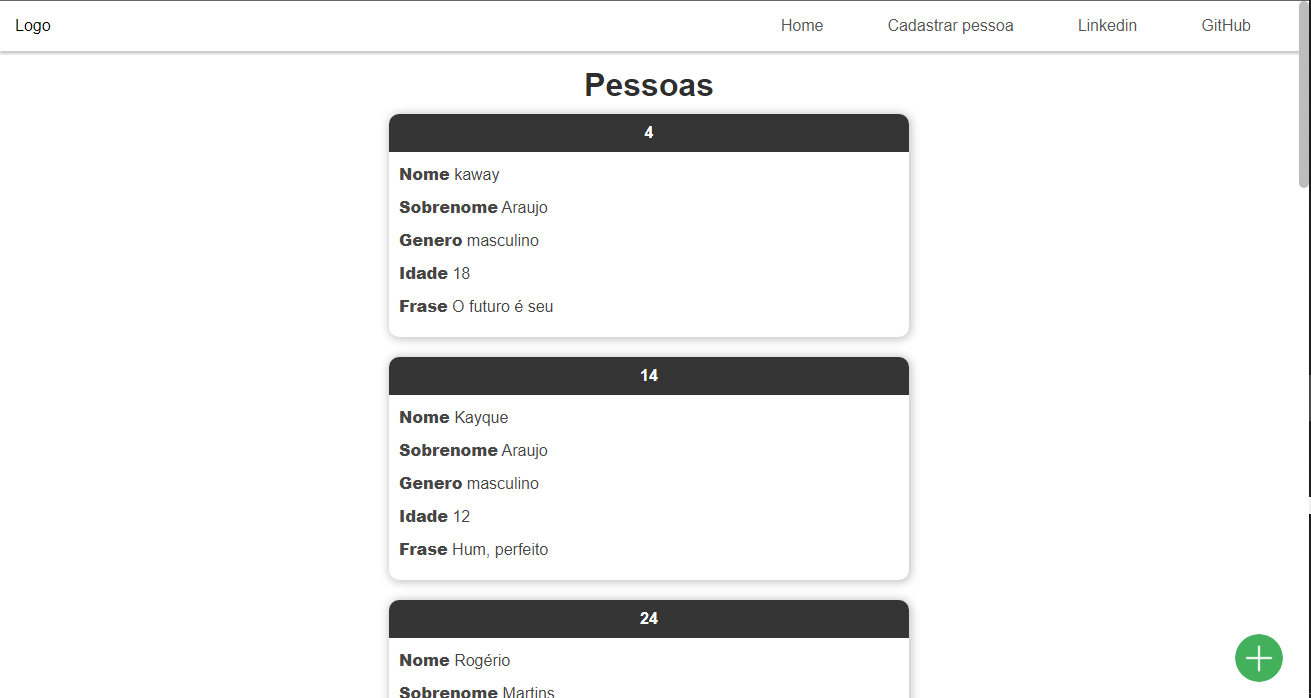 Logo Home Cadastrar pessoa Linkedin GitHub
Pessoas
4
Nome kaway
Sobrenome Araujo
Genero masculino
Idade 18
Frase O futuro é seu
14
Nome Kayque
Sobrenome Araujo
Genero masculino
Idade 12
Frase Hum, perfeito
24
Nome Rogério
Sobrenome Martins